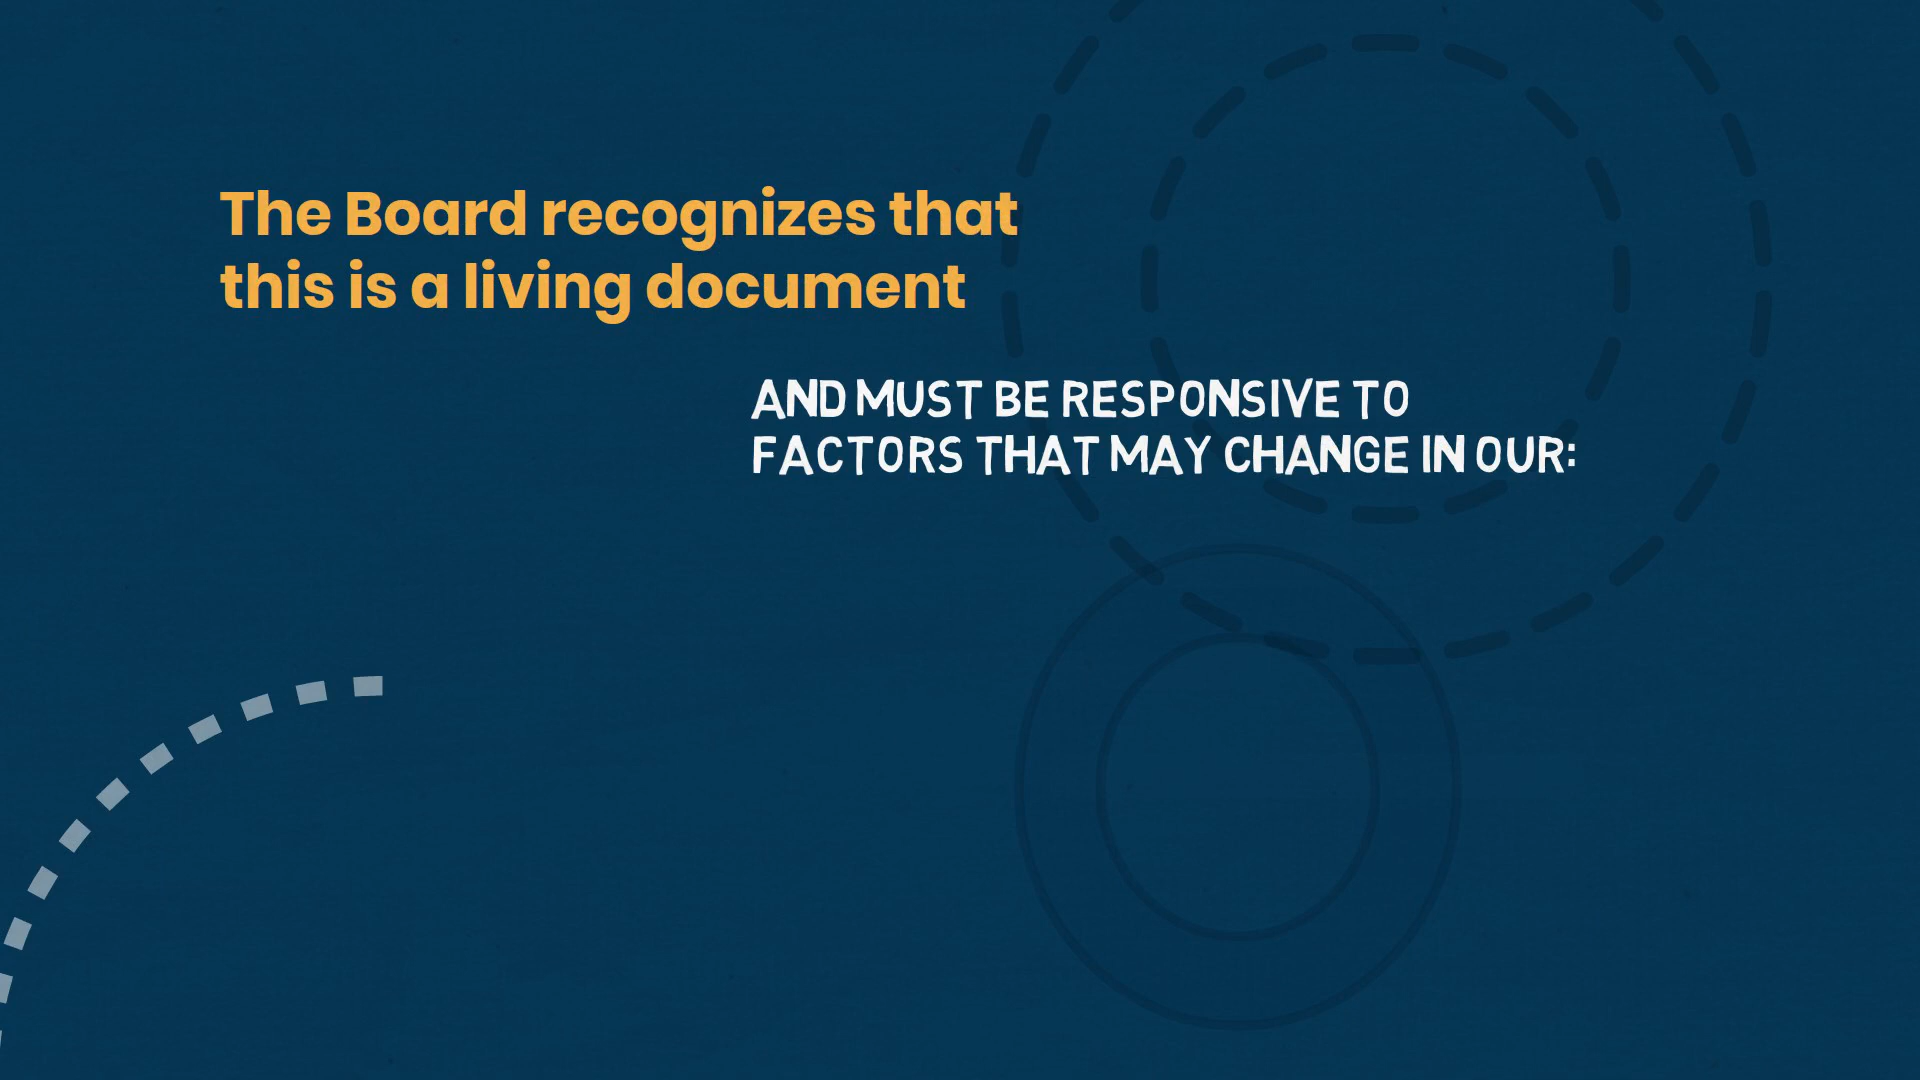 The Board recognizes that
this is a living document
AND MUST BE RESPONSIVE TO
FACTORS THAT MAY CHANGE IN OUR: